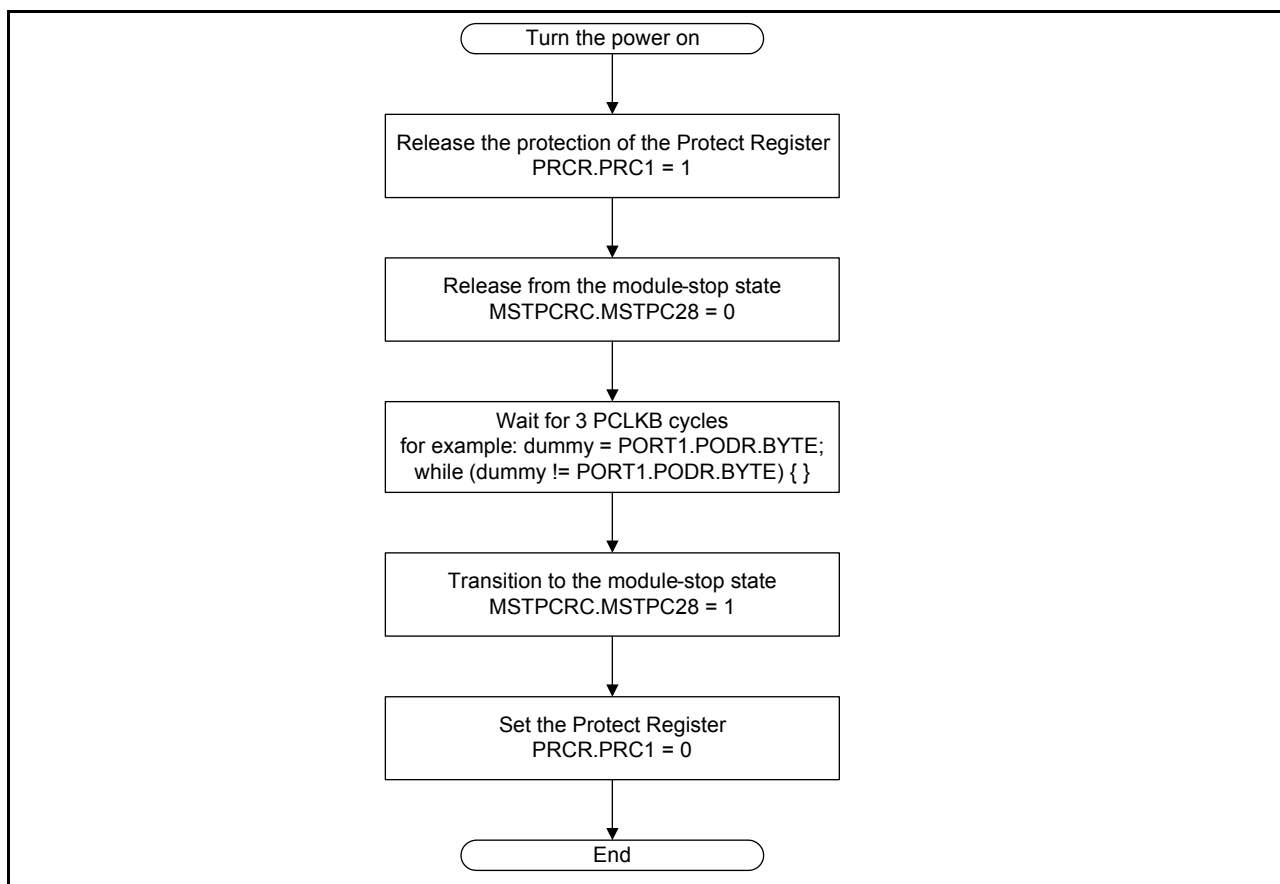 Turn the power on
Release the protection of the Protect Register
PRCR.PRC1 = 1
Release from the module-stop state
MSTPCRC.MSTPC28 = 0
Wait for 3 PCLKB cycles
for example: dummy = PORT1.PODR.BYTE;
while (dummy != PORT1.PODR.BYTE) { }
Transition to the module-stop state
MSTPCRC.MSTPC28 = 1
Set the Protect Register
PRCR.PRC1 = 0
End